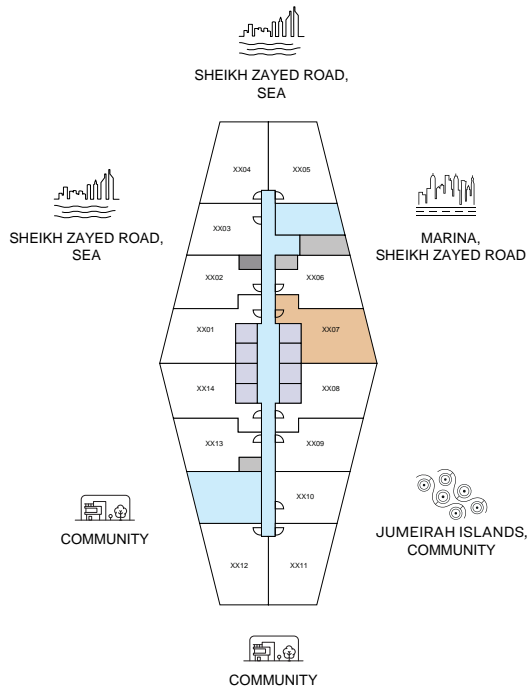 SHEIKH ZAYED ROAD,
SEA
XX04
XX05
SHEIKH ZAYED ROAD,
SEA
XX03
MARINA,
SHEIKH ZAYED ROAD
XX02
XX06
XX01
XX07
XX14
XX08
XX13
XX09
XX10
COMMUNITY
JUMEIRAH ISLANDS,
COMMUNITY
XX12
XX11
COMMUNITY